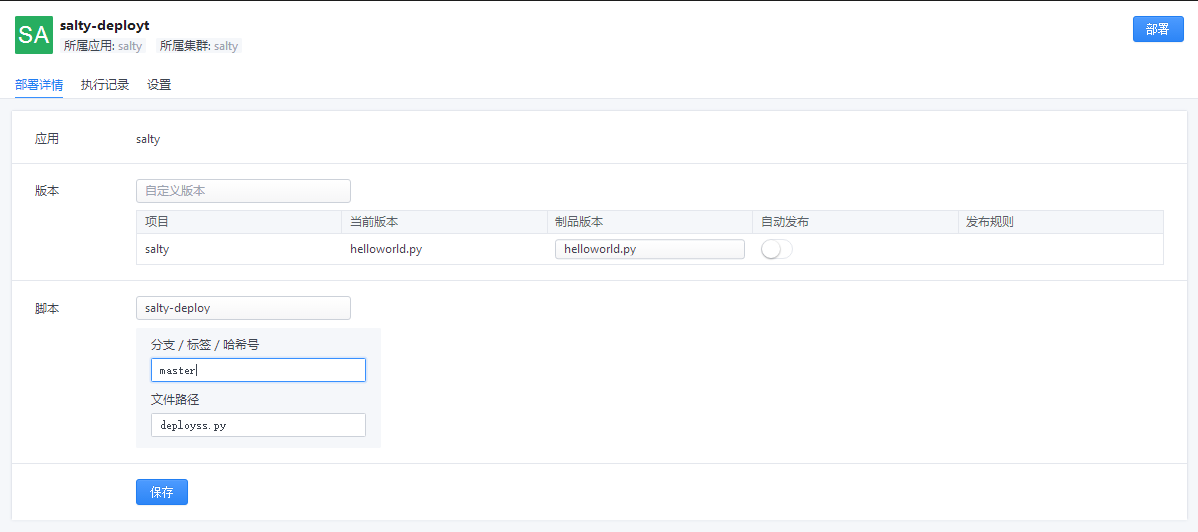 SA
salty-deployt
所属应用: salty 所属集群: salty
部署
部署详情 执行记录 设置
应用 salty
版本 自定义版本
项目 当前版本 制品版本 自动发布 发布规则
salty helloworld.py helloworld.py
脚本 salty-deploy
分支 / 标签 / 哈希号
master
文件路径
deployss.py
保存